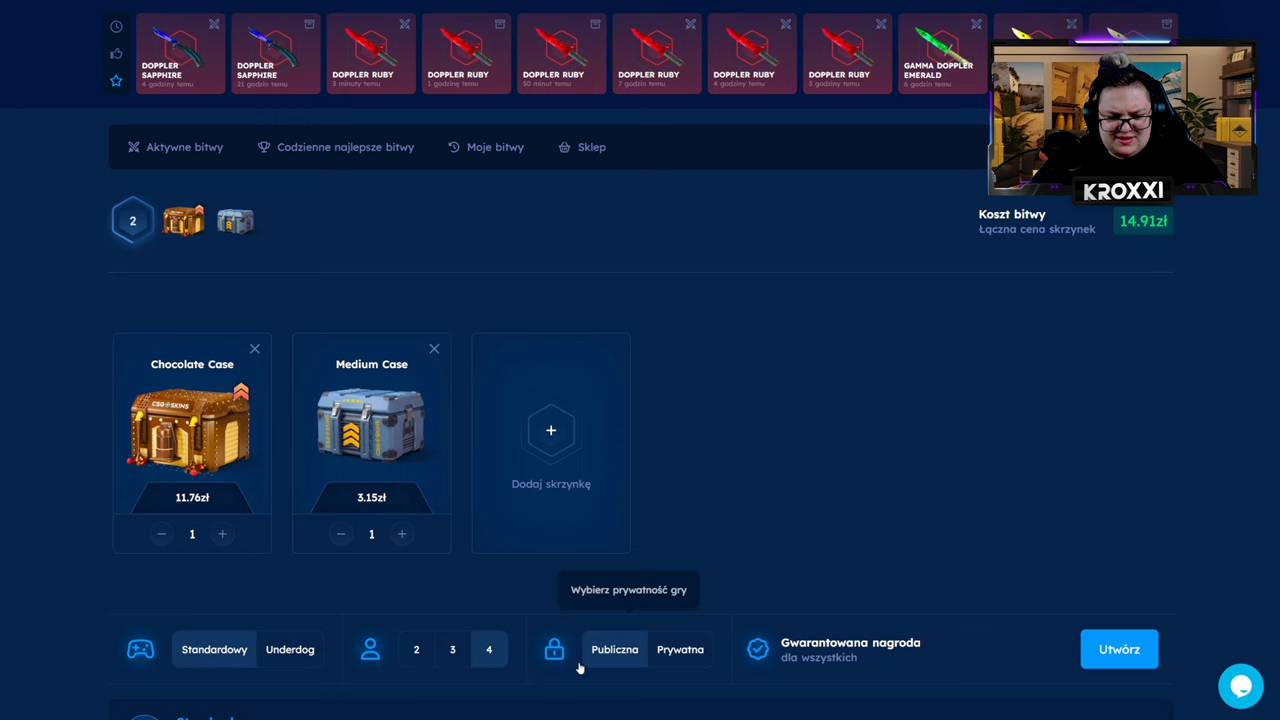 DOPPLER
SAPPHIRE
4 godziny temu
DOPPLER
SAPPHIRE
21 godzin temu
DOPPLER RUBY
3 minuty temu
DOPPLER RUBY
1 godzinę temu
DOPPLER RUBY
50 minut temu
DOPPLER RUBY
7 godzin temu
DOPPLER RUBY
4 godziny temu
DOPPLER RUBY
3 godziny temu
GAMMA DOPPLER
EMERALD
6 godzin temu
KROXXI
Aktywne bitwy
Codzienne najlepsze bitwy
Moje bitwy
Sklep
2
Koszt bitwy
Łączna cena skrzynek
14.91zł
Chocolate Case
CSGO SKINS
11.76zł
1
Medium Case
3.15zł
1
+
Dodaj skrzynkę
Wybierz prywatność gry
Standardowy
Underdog
2
3
4
Publiczna
Prywatna
Gwarantowana nagroda
dla wszystkich
Utwórz